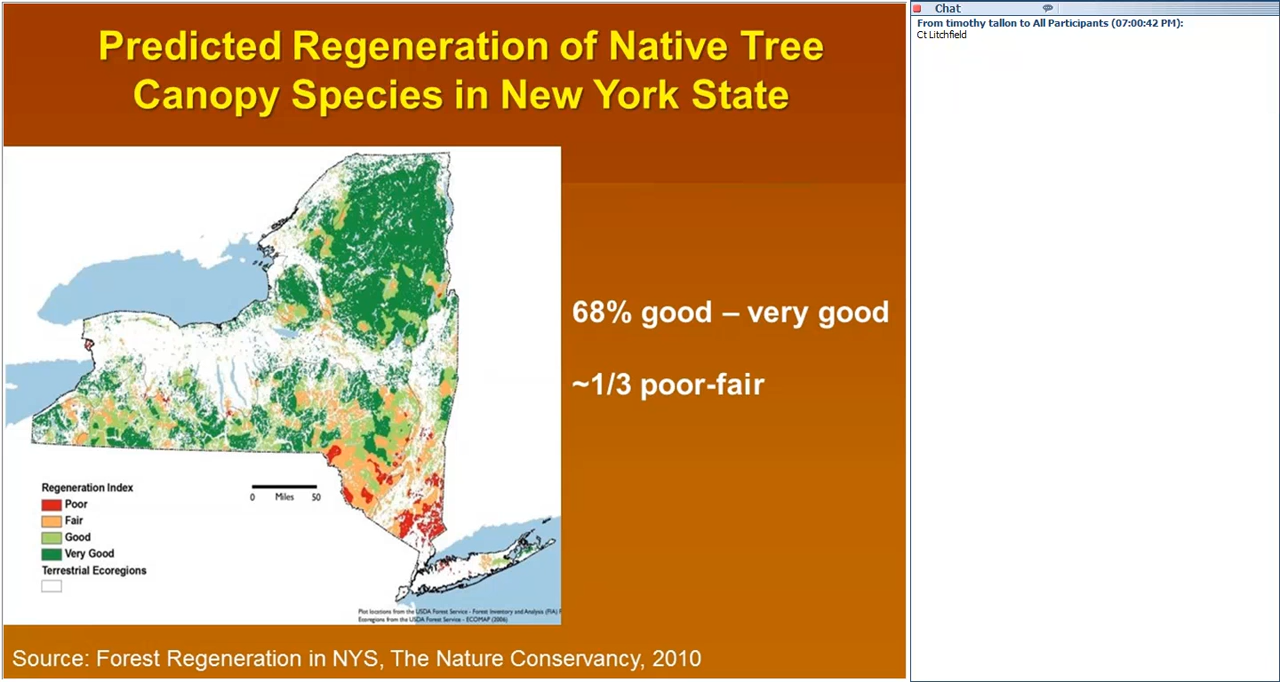 Predicted Regeneration of Native Tree
Canopy Species in New York State
68% good – very good
~1/3 poor-fair
Regeneration Index
Poor
Fair
Good
Very Good
Terrestrial Ecoregions
0 Miles 50
Plot locations from the USDA Forest Service - Forest Inventory and Analysis (FIA) F
Ecoregions from the USDA Forest Service - ECOMAP (2006)
Source: Forest Regeneration in NYS, The Nature Conservancy, 2010
Chat
From timothy tallon to All Participants (07:00:42 PM):
Ct Litchfield